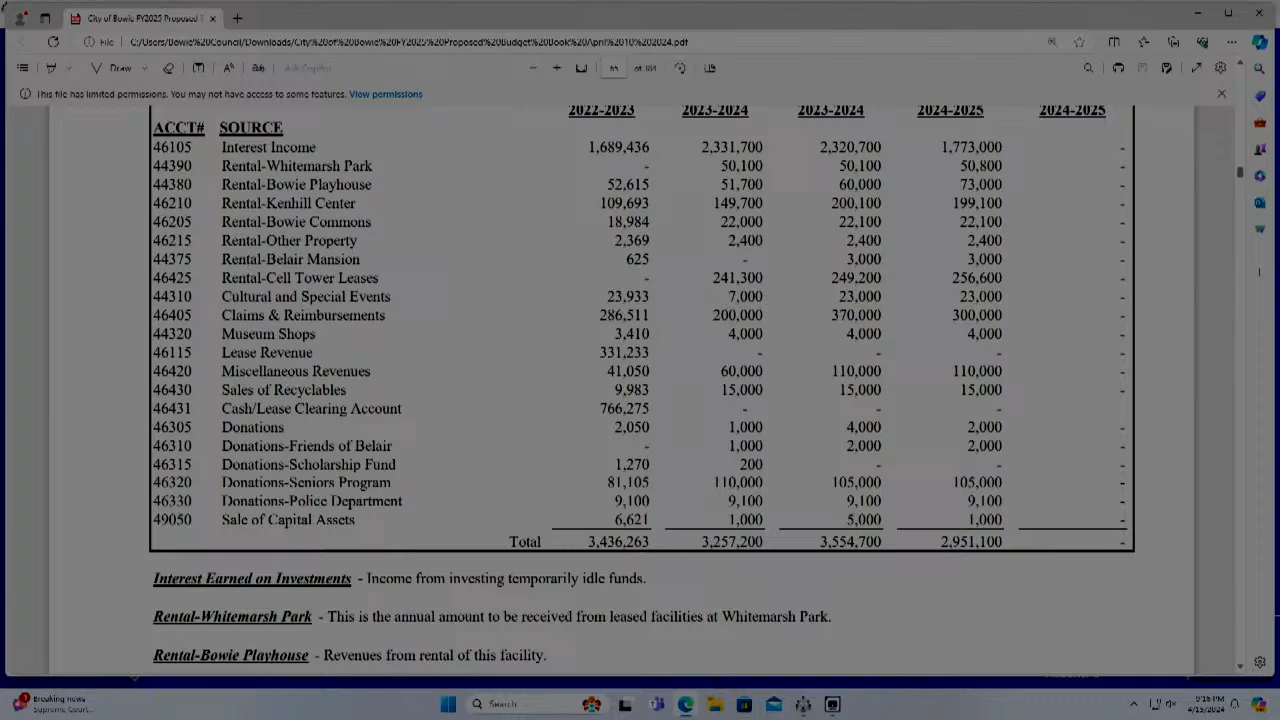 City of Bowie FY2025 Proposed
File C:/Users/Bowie%20Council/Downloads/City%20of%20Bowie%20FY2025%20Proposed%20Budget%20Book%20April%2010%202024.pdf
Draw Ask Copilot 65 of
This file has limited permissions. You may not have access to some features. View permissions
2022-2023 2023-2024 2023-2024 2024-2025 2024-2025
ACCT# SOURCE
46105 Interest Income 1,689,436 2,331,700 2,320,700 1,773,000 -
44390 Rental-Whitemarsh Park - 50,100 50,100 50,800 -
44380 Rental-Bowie Playhouse 52,615 51,700 60,000 73,000 -
46210 Rental-Kenhill Center 109,693 149,700 200,100 199,100 -
46205 Rental-Bowie Commons 18,984 22,000 22,100 22,100 -
46215 Rental-Other Property 2,369 2,400 2,400 2,400 -
44375 Rental-Belair Mansion 625 - 3,000 3,000 -
46425 Rental-Cell Tower Leases - 241,300 249,200 256,600 -
44310 Cultural and Special Events 23,933 7,000 23,000 23,000 -
46405 Claims & Reimbursements 286,511 200,000 370,000 300,000 -
44320 Museum Shops 3,410 4,000 4,000 4,000 -
46115 Lease Revenue 331,233 - - - -
46420 Miscellaneous Revenues 41,050 60,000 110,000 110,000 -
46430 Sales of Recyclables 9,983 15,000 15,000 15,000 -
46431 Cash/Lease Clearing Account 766,275 - - - -
46305 Donations 2,050 1,000 4,000 2,000 -
46310 Donations-Friends of Belair - 1,000 2,000 2,000 -
46315 Donations-Scholarship Fund 1,270 200 - - -
46320 Donations-Seniors Program 81,105 110,000 105,000 105,000 -
46330 Donations-Police Department 9,100 9,100 9,100 9,100 -
49050 Sale of Capital Assets 6,621 1,000 5,000 1,000 -
Total 3,436,263 3,257,200 3,554,700 2,951,100 -
Interest Earned on Investments - Income from investing temporarily idle funds.
Rental-Whitemarsh Park - This is the annual amount to be received from leased facilities at Whitemarsh Park.
Rental-Bowie Playhouse - Revenues from rental of this facility.
Breaking news
Supreme Court...
Search
9:16 PM
4/15/2024